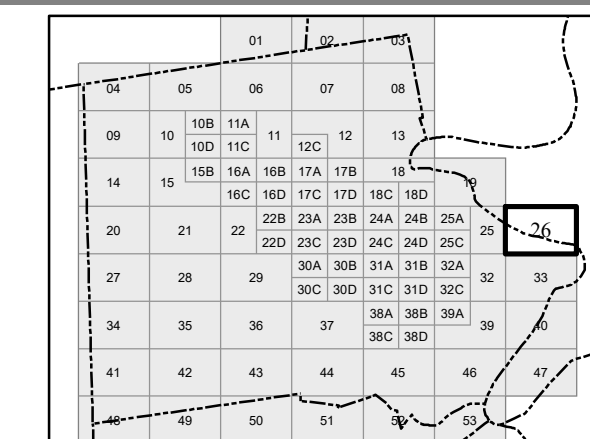 01 02 03
04 05 06 07 08
10B 11A
09 10 11 12 13
10D 11C 12C
15B 16A 16B 17A 17B 18
14 15 19
16C 16D 17C 17D 18C 18D
22B 23A 23B 24A 24B 25A
20 21 22 25 26
22D 23C 23D 24C 24D 25C
30A 30B 31A 31B 32A
27 28 29 32 33
30C 30D 31C 31D 32C
38A 38B 39A
34 35 36 37 39 40
38C 38D
41 42 43 44 45 46 47
48 49 50 51 52 53